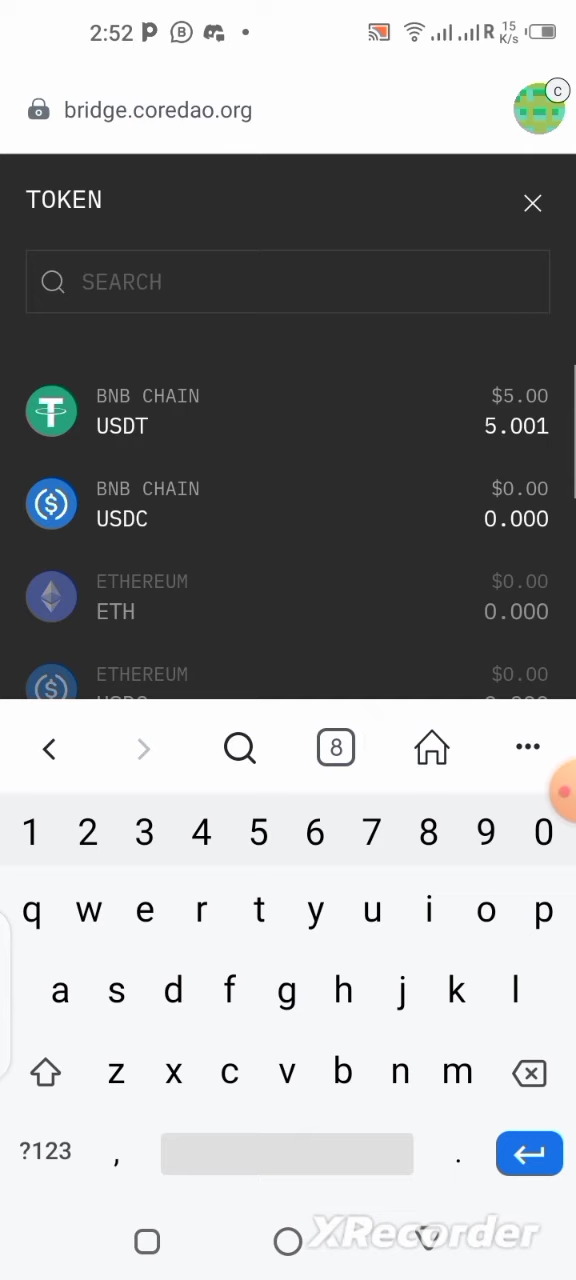 2:52
R 15 K/s
bridge.coredao.org
C
TOKEN
SEARCH
BNB CHAIN $5.00
USDT 5.001
BNB CHAIN $0.00
USDC 0.000
ETHEREUM $0.00
ETH 0.000
ETHEREUM $0.00
8
1 2 3 4 5 6 7 8 9 0
q w e r t y u i o p
a s d f g h j k l
z x c v b n m
?123 , .
XRecorder